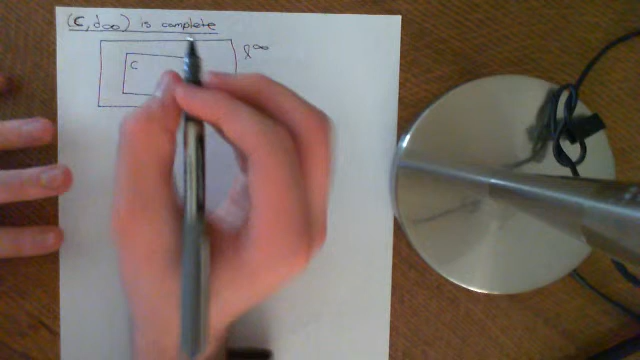 (C, d∞) is complete
ℓ∞
C